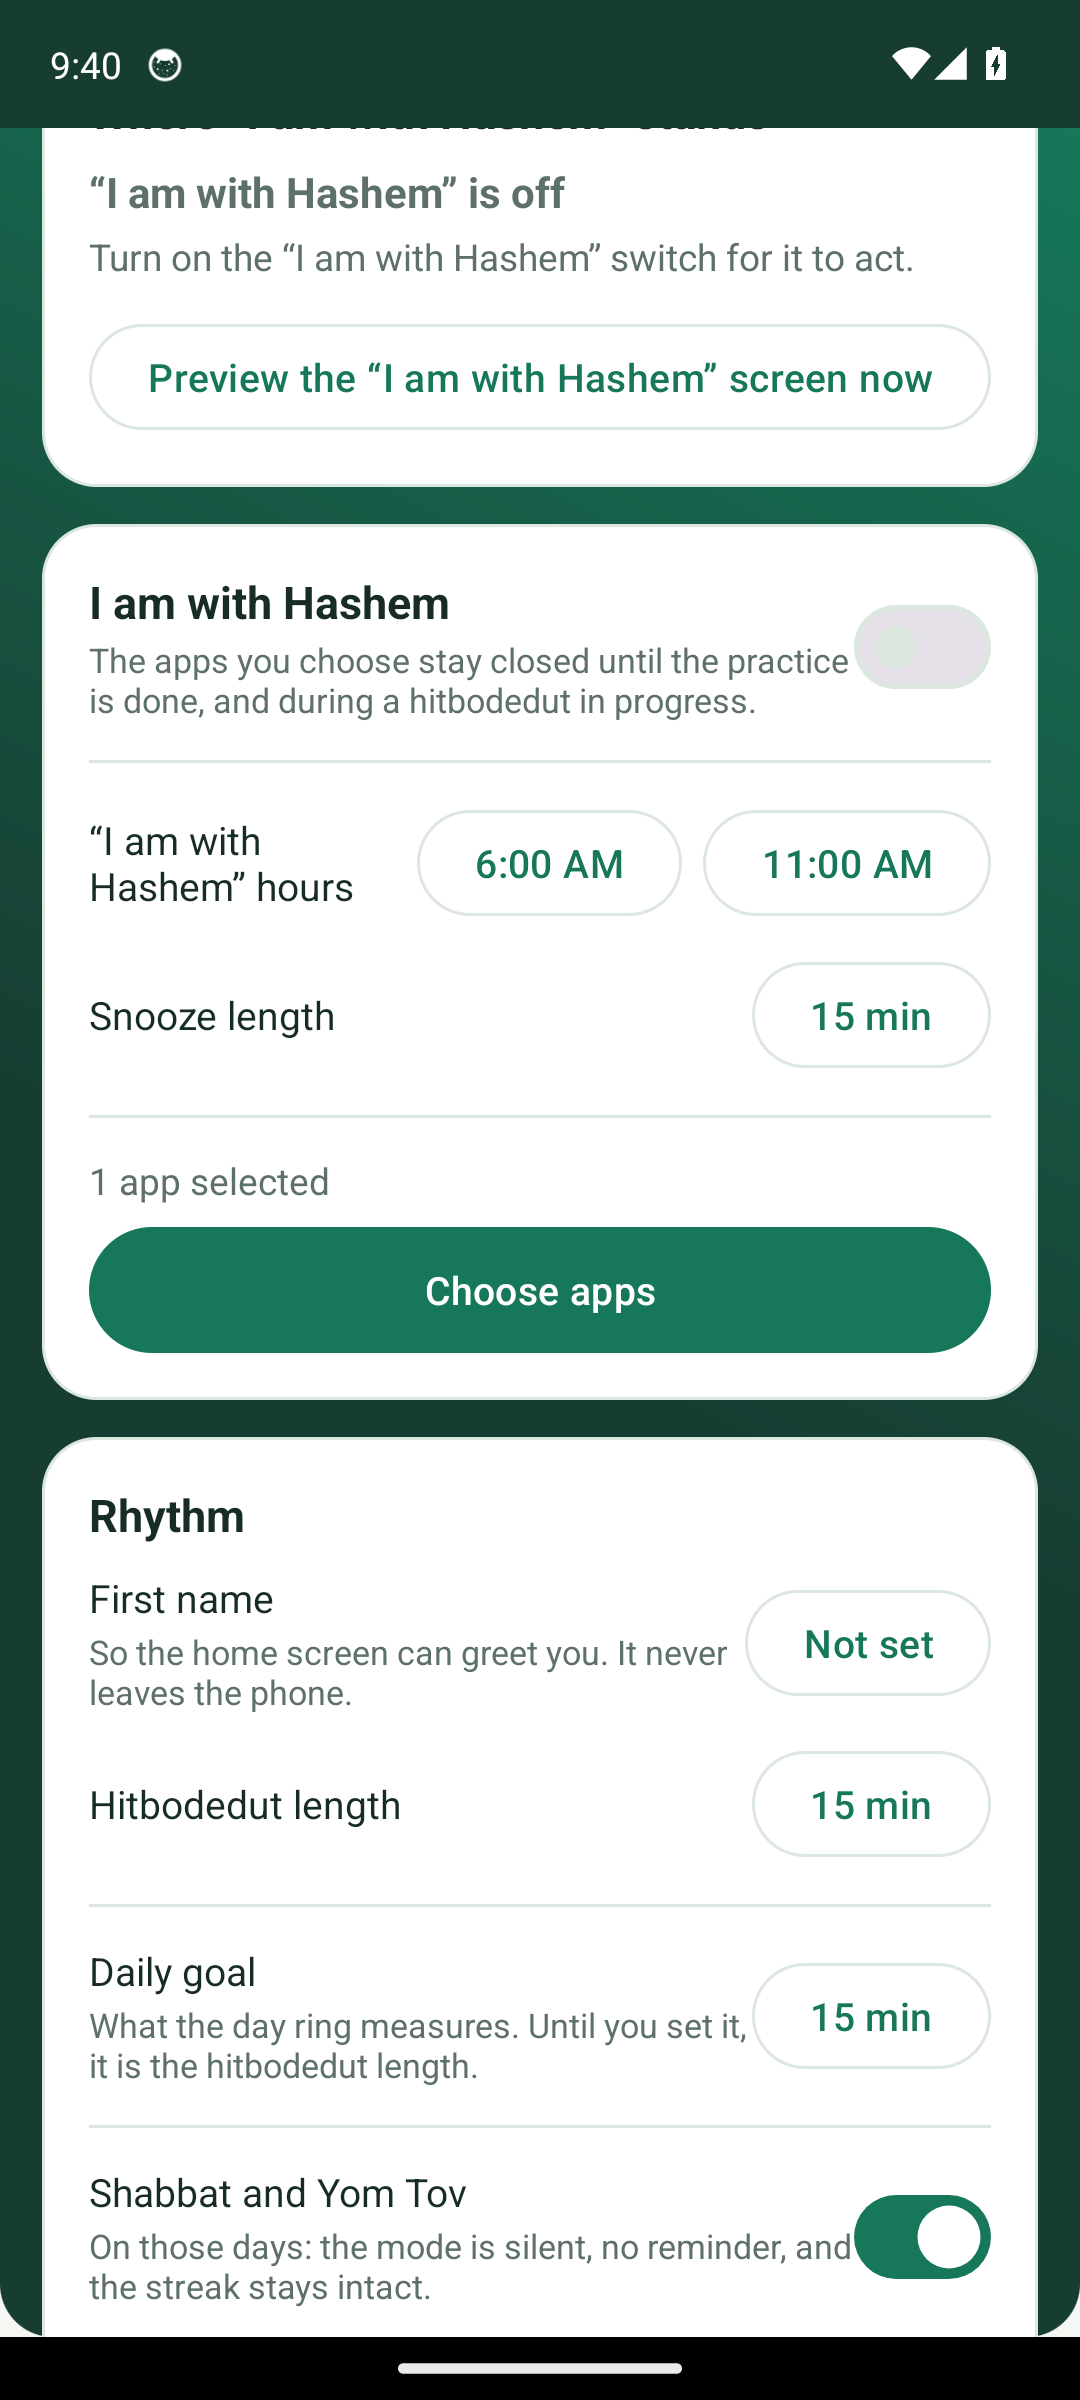 9:40
“I am with Hashem” is off
Turn on the “I am with Hashem” switch for it to act.
Preview the “I am with Hashem” screen now
I am with Hashem
The apps you choose stay closed until the practice
is done, and during a hitbodedut in progress.
“I am with
Hashem” hours
6:00 AM
11:00 AM
Snooze length
15 min
1 app selected
Choose apps
Rhythm
First name
So the home screen can greet you. It never
leaves the phone.
Not set
Hitbodedut length
15 min
Daily goal
What the day ring measures. Until you set it,
it is the hitbodedut length.
15 min
Shabbat and Yom Tov
On those days: the mode is silent, no reminder, and
the streak stays intact.